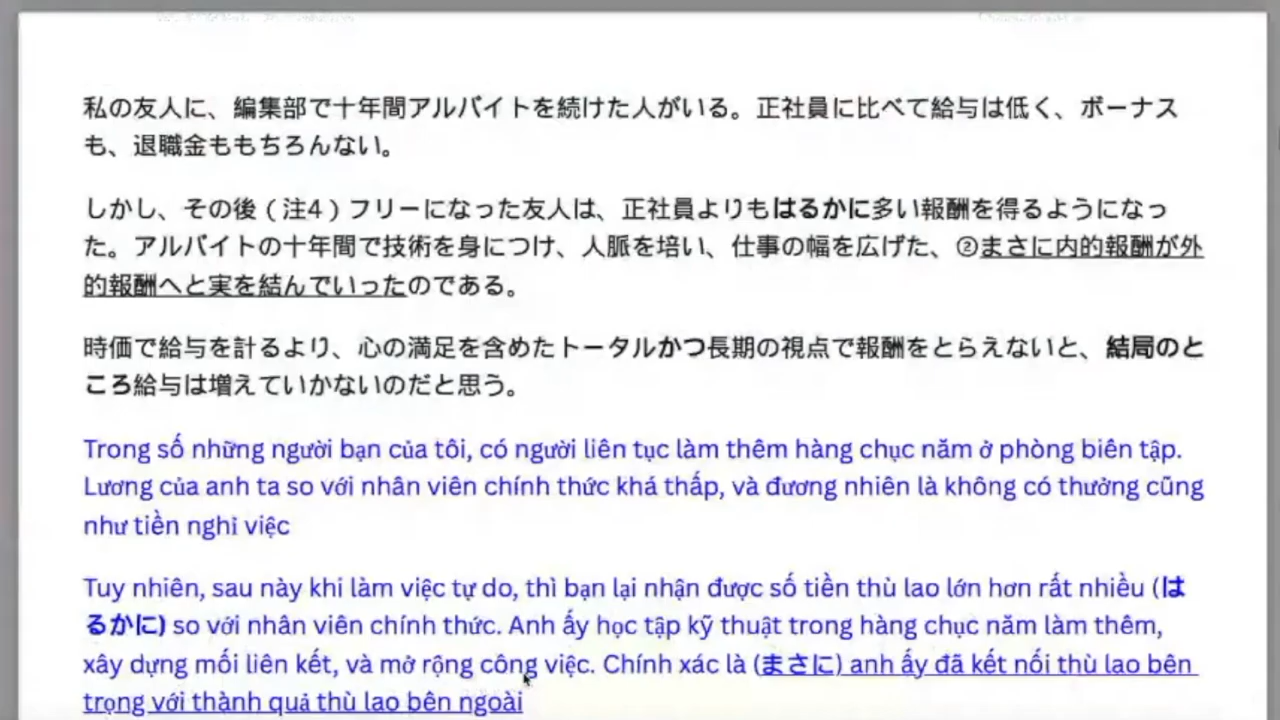 私の友人に、編集部で十年間アルバイトを続けた人がいる。正社員に比べて給与は低く、ボーナス
も、退職金ももちろんない。
しかし、その後（注4）フリーになった友人は、正社員よりもはるかに多い報酬を得るようになっ
た。アルバイトの十年間で技術を身につけ、人脈を培い、仕事の幅を広げた、②まさに内的報酬が外
的報酬へと実を結んでいったのである。
時価で給与を計るより、心の満足を含めたトータルかつ長期の視点で報酬をとらえないと、結局のと
ころ給与は増えていかないのだと思う。
Trong số những người bạn của tôi, có người liên tục làm thêm hàng chục năm ở phòng biên tập.
Lương của anh ta so với nhân viên chính thức khá thấp, và đương nhiên là không có thưởng cũng
như tiền nghỉ việc
Tuy nhiên, sau này khi làm việc tự do, thì bạn lại nhận được số tiền thù lao lớn hơn rất nhiều (は
るかに) so với nhân viên chính thức. Anh ấy học tập kỹ thuật trong hàng chục năm làm thêm,
xây dựng mối liên kết, và mở rộng công việc. Chính xác là (まさに) anh ấy đã kết nối thù lao bên
trọng với thành quả thù lao bên ngoài